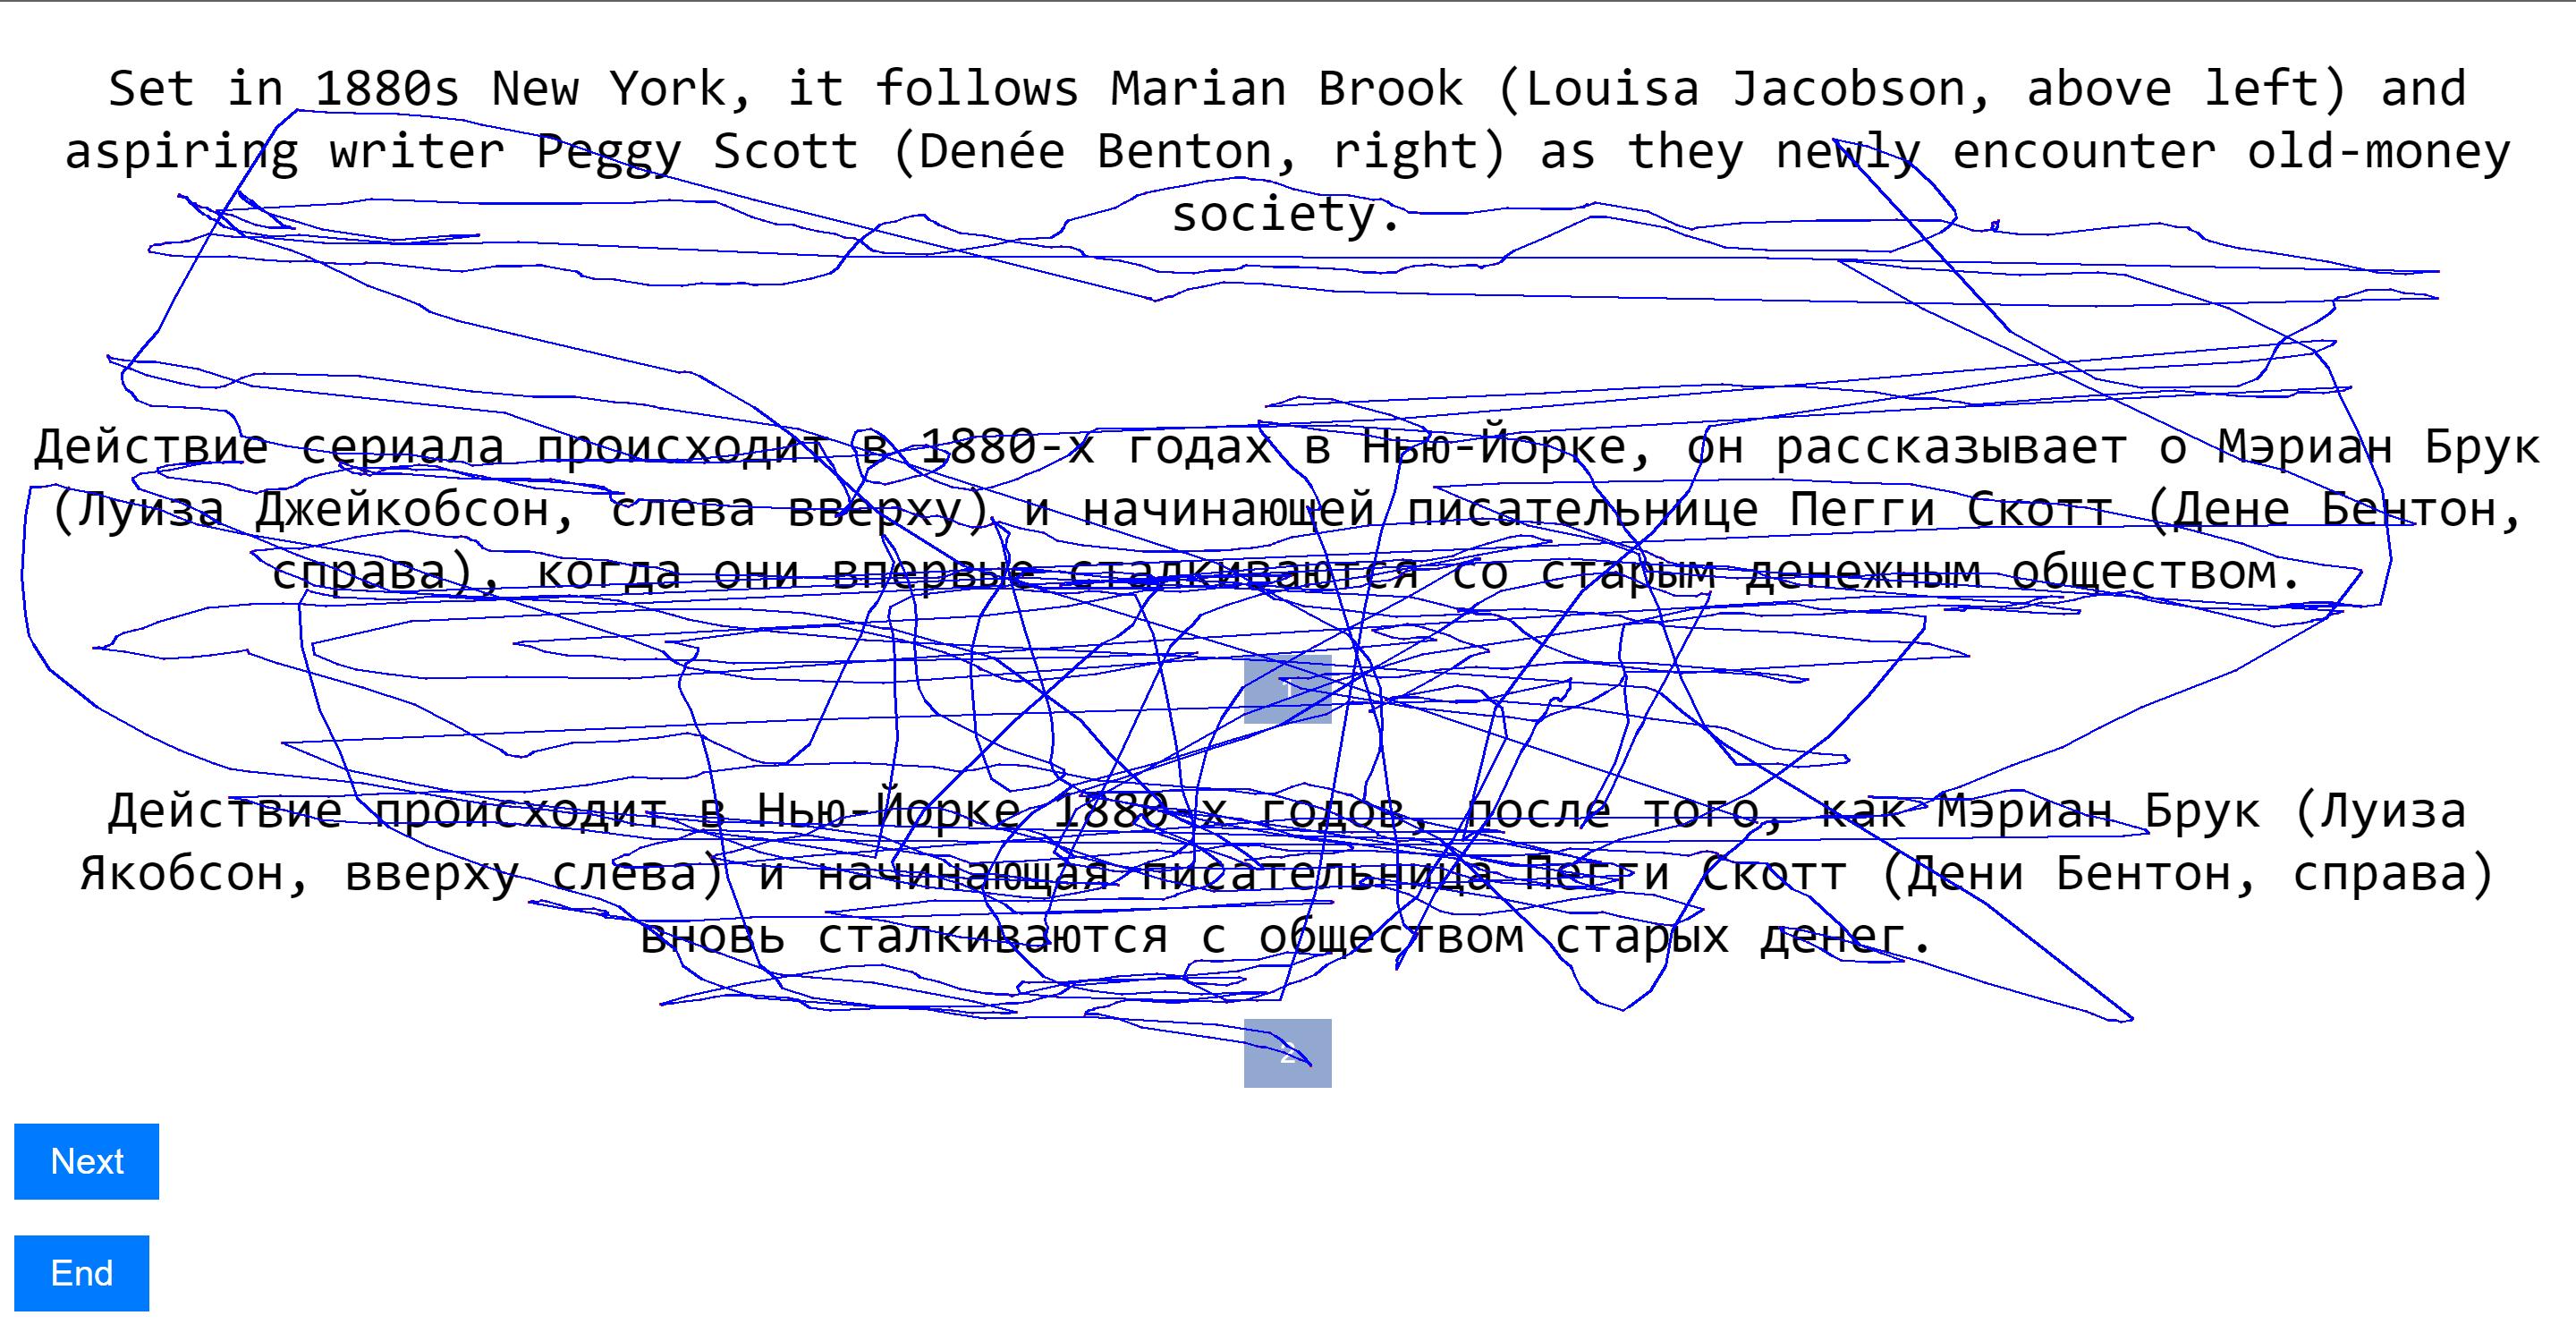 Set in 1880s New York, it follows Marian Brook (Louisa Jacobson, above left) and
aspiring writer Peggy Scott (Denée Benton, right) as they newly encounter old-money
society.
Действие сериала происходит в 1880-х годах в Нью-Йорке, он рассказывает о Мэриан Брук
(Луиза Джейкобсон, слева вверху) и начинающей писательнице Пегги Скотт (Дене Бентон,
справа), когда они впервые сталкиваются со старым денежным обществом.
1
Действие происходит в Нью-Йорке 1880-х годов, после того, как Мэриан Брук (Луиза
Якобсон, вверху слева) и начинающая писательница Пегги Скотт (Дени Бентон, справа)
вновь сталкиваются с обществом старых денег.
2
Next
End